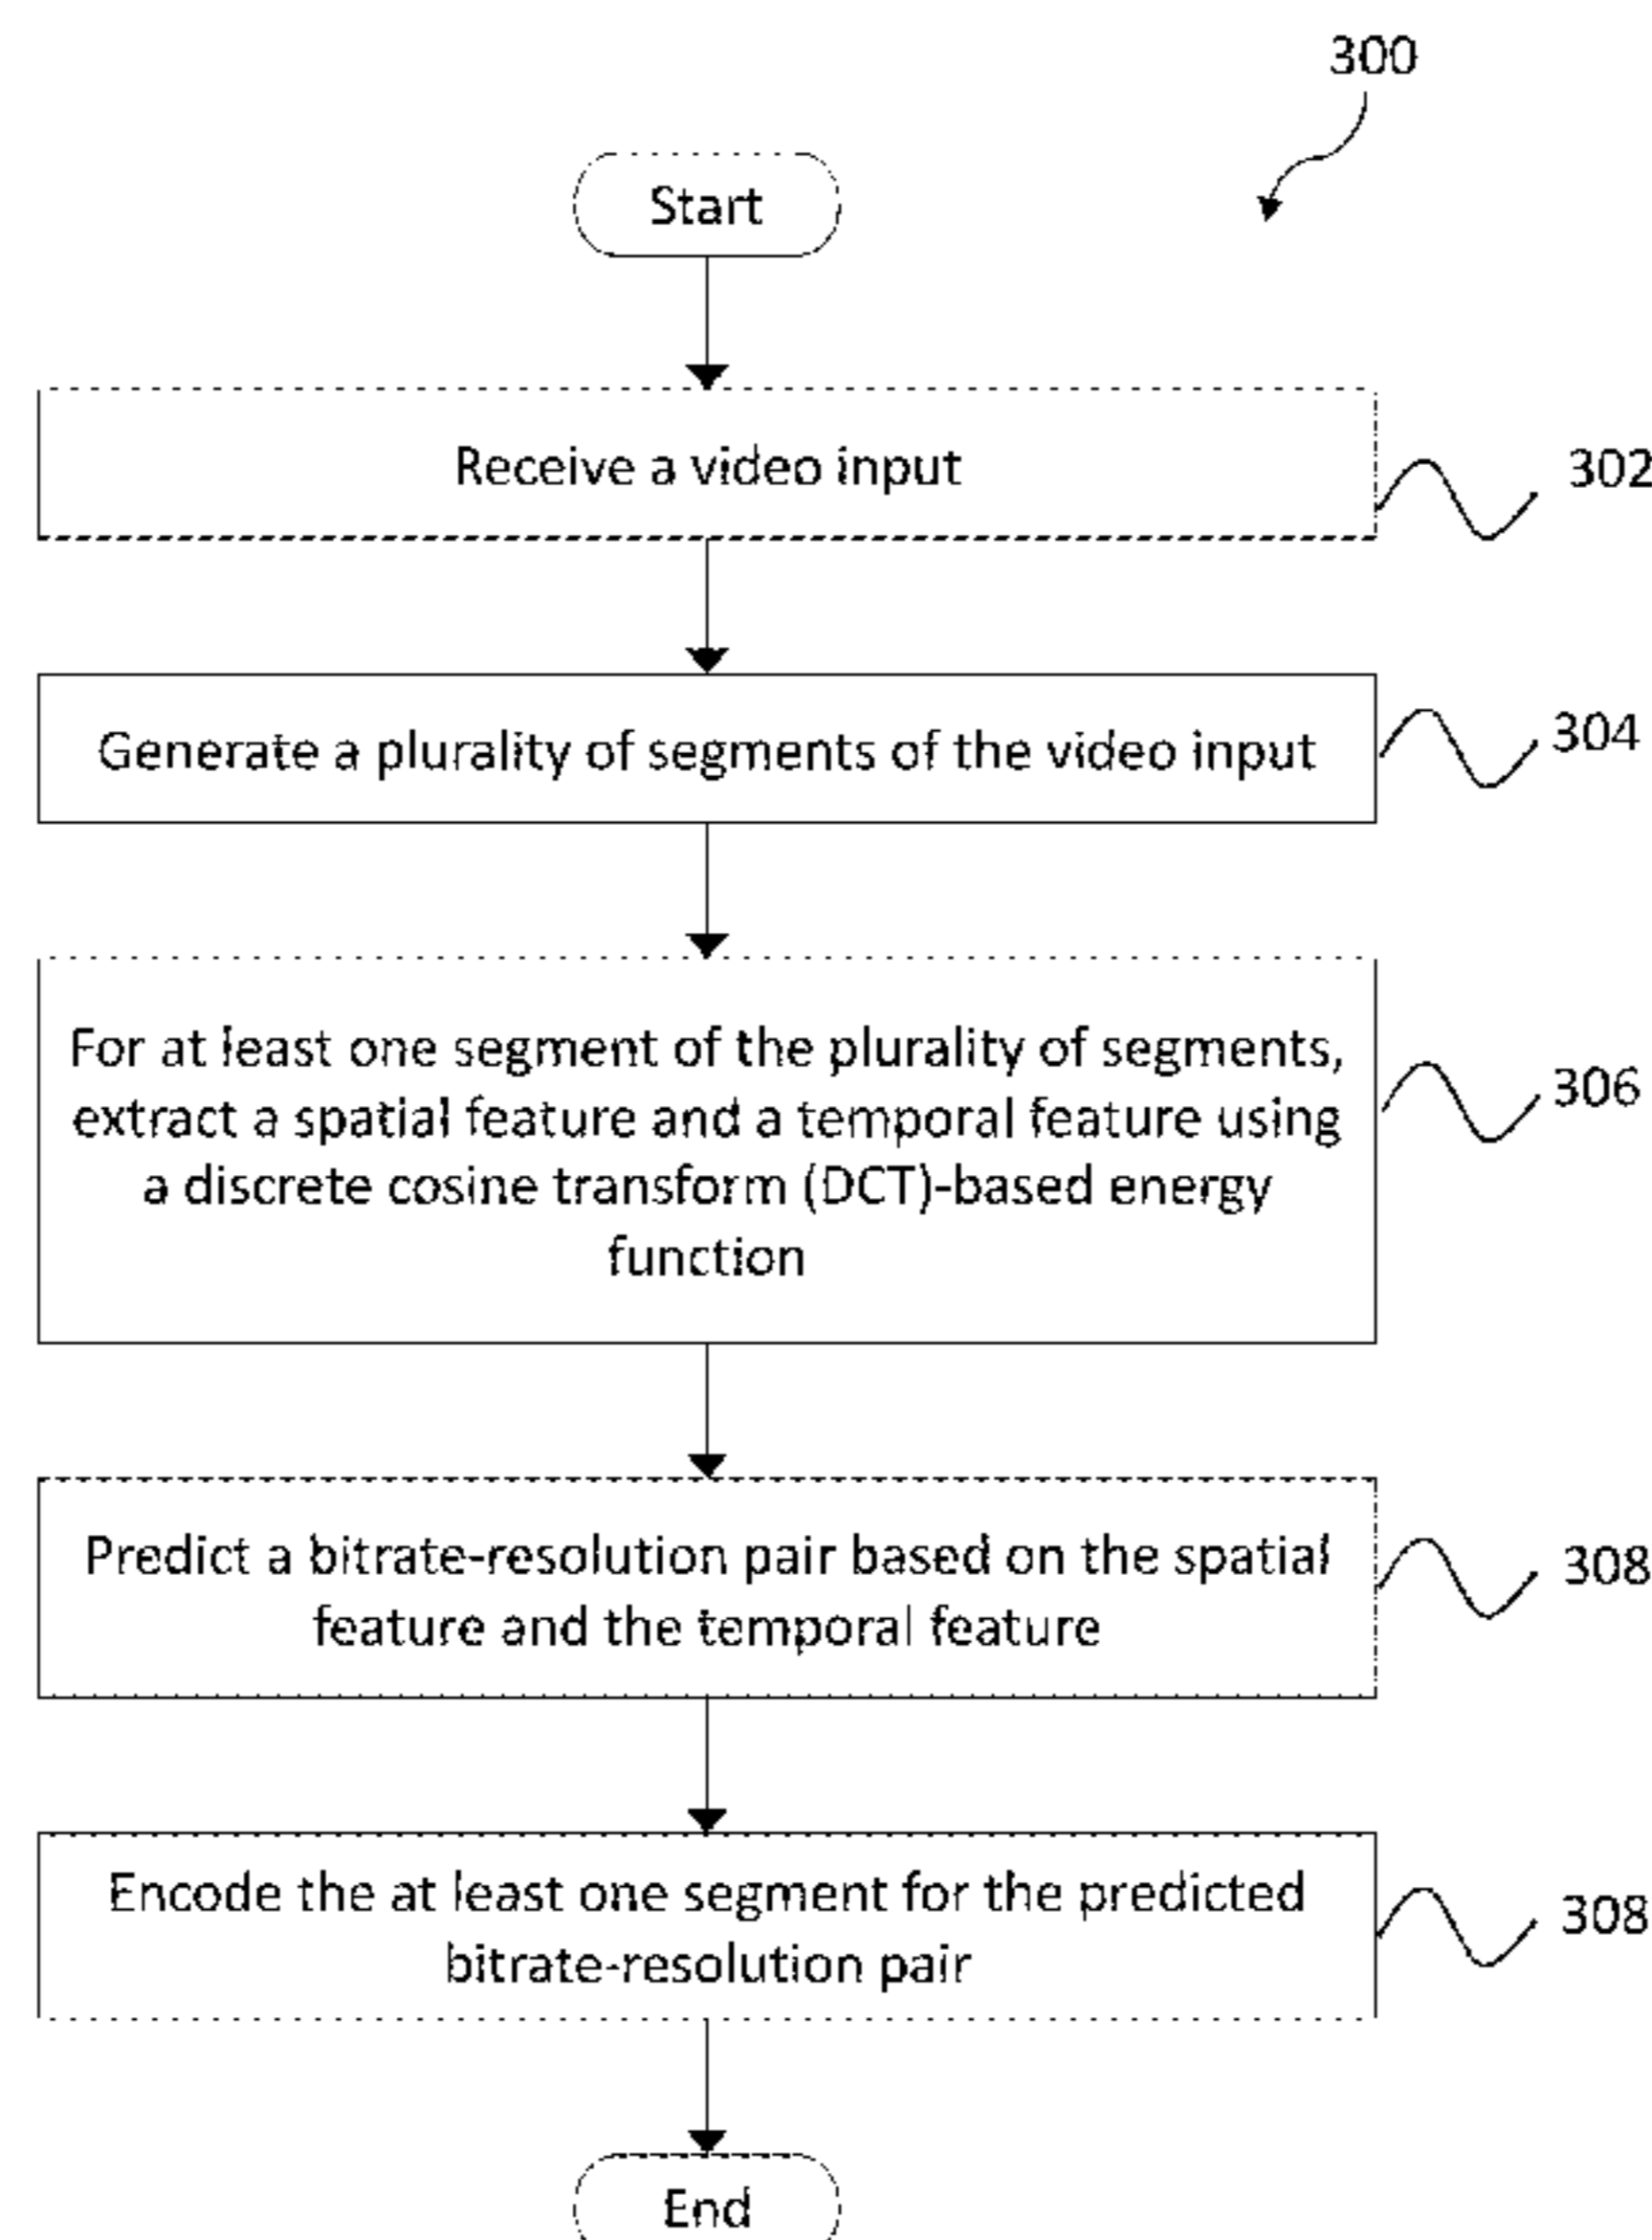 300
Start
Receive a video input
302
Generate a plurality of segments of the video input
304
For at least one segment of the plurality of segments,
extract a spatial feature and a temporal feature using
a discrete cosine transform (DCT)-based energy
function
306
Predict a bitrate-resolution pair based on the spatial
feature and the temporal feature
308
Encode the at least one segment for the predicted
bitrate-resolution pair
308
End